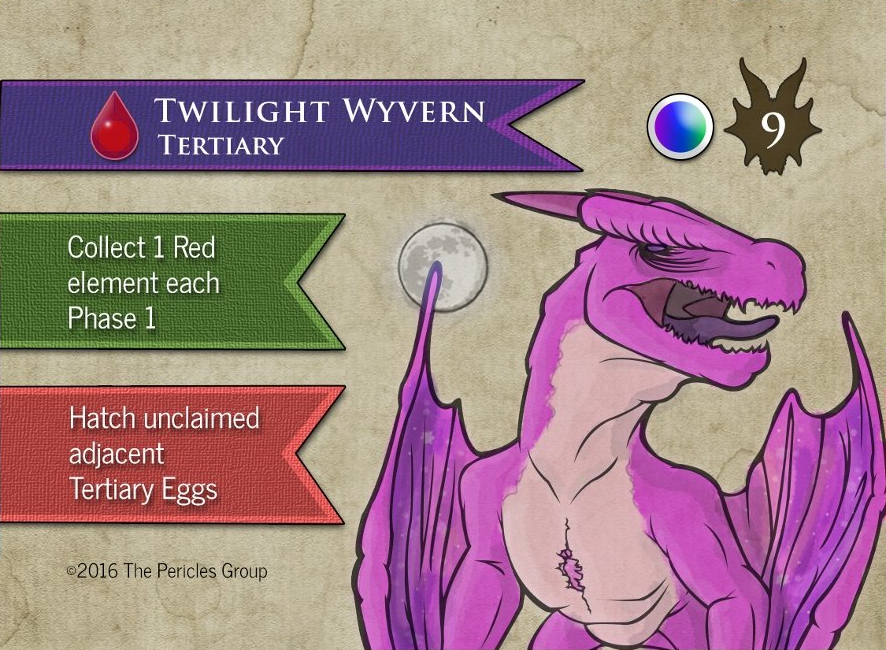 Twilight Wyvern
Tertiary
9
Collect 1 Red
element each
Phase 1
Hatch unclaimed
adjacent
Tertiary Eggs
©2016 The Pericles Group